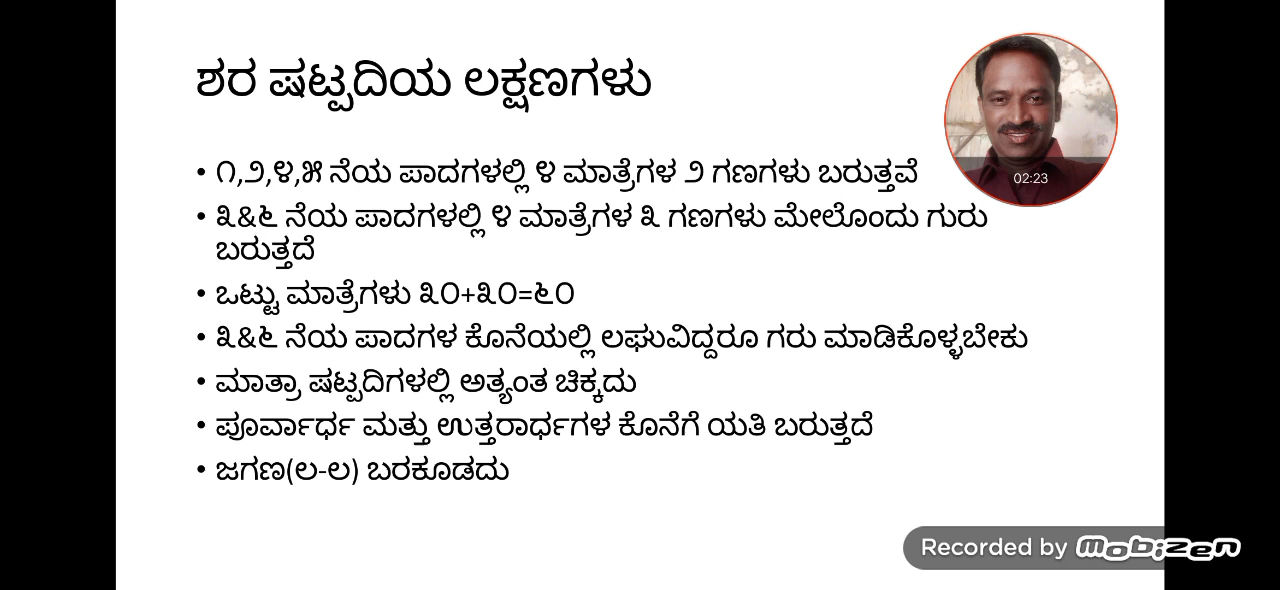 ಶರ ಷಟ್ಪದಿಯ ಲಕ್ಷಣಗಳು
• ೧,೨,೪,೫ ನೆಯ ಪಾದಗಳಲ್ಲಿ ೪ ಮಾತ್ರೆಗಳ ೨ ಗಣಗಳು ಬರುತ್ತವೆ
02:23
• ೩&೬ ನೆಯ ಪಾದಗಳಲ್ಲಿ ೪ ಮಾತ್ರೆಗಳ ೩ ಗಣಗಳು ಮೇಲೊಂದು ಗುರು
ಬರುತ್ತದೆ
• ಒಟ್ಟು ಮಾತ್ರೆಗಳು ೩೦+೩೦=೬೦
• ೩&೬ ನೆಯ ಪಾದಗಳ ಕೊನೆಯಲ್ಲಿ ಲಘುವಿದ್ದರೂ ಗರು ಮಾಡಿಕೊಳ್ಳಬೇಕು
• ಮಾತ್ರಾ ಷಟ್ಪದಿಗಳಲ್ಲಿ ಅತ್ಯಂತ ಚಿಕ್ಕದು
• ಪೂರ್ವಾರ್ಧ ಮತ್ತು ಉತ್ತರಾರ್ಧಗಳ ಕೊನೆಗೆ ಯತಿ ಬರುತ್ತದೆ
• ಜಗಣ(ಲ-ಲ) ಬರಕೂಡದು
Recorded by Mobizen